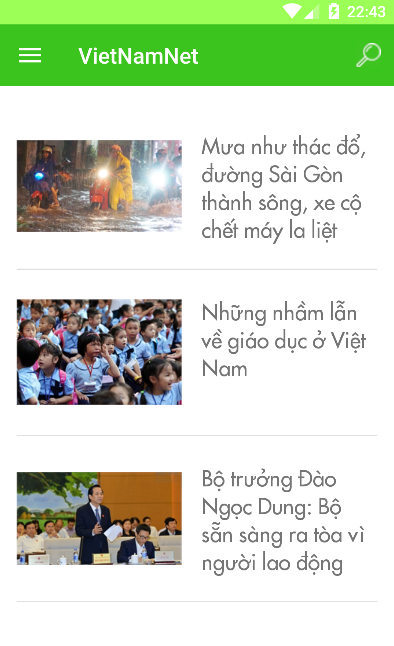 22:43
VietNamNet
Mưa như thác đổ,
đường Sài Gòn
thành sông, xe cộ
chết máy la liệt
Những nhầm lẫn
về giáo dục ở Việt
Nam
Bộ trưởng Đào
Ngọc Dung: Bộ
sẵn sàng ra tòa vì
người lao động